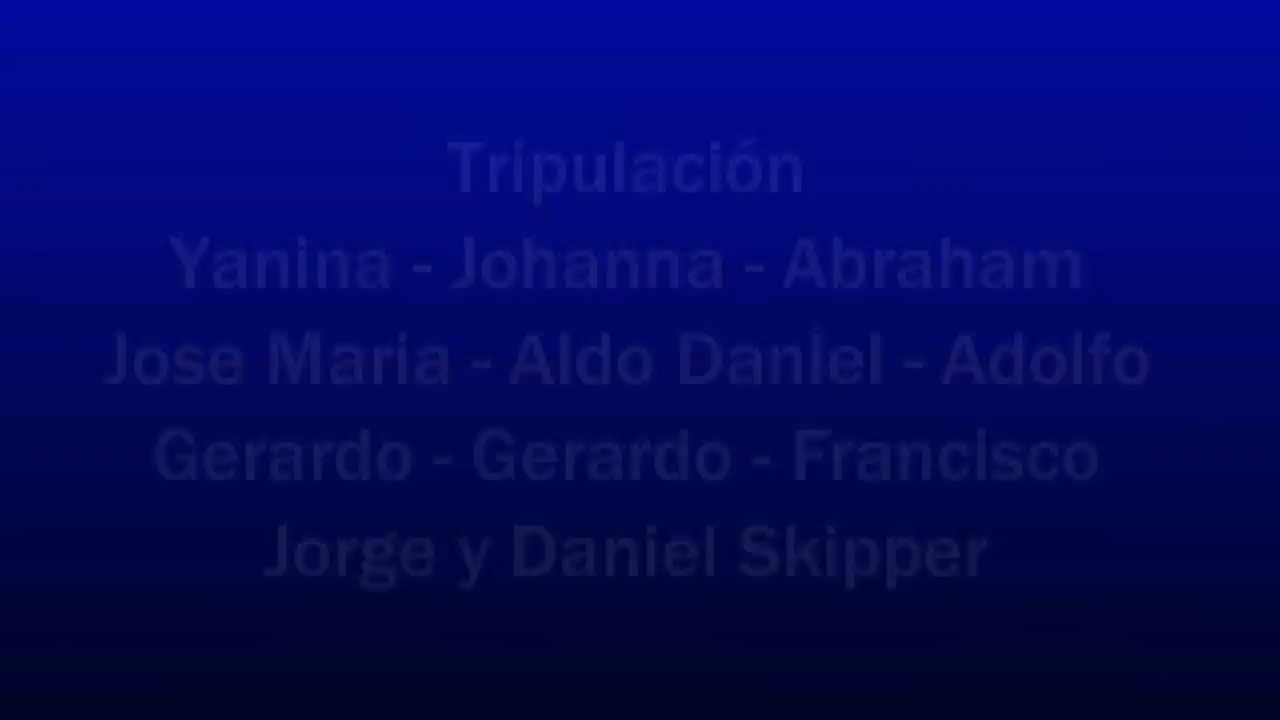 Tripulación
Yanina - Johanna - Abraham
Jose Maria - Aldo Daniel - Adolfo
Gerardo - Gerardo - Francisco
Jorge y Daniel Skipper